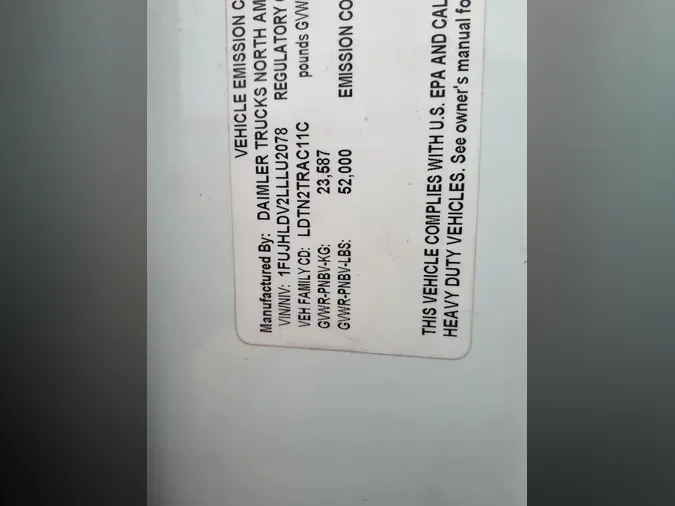 VEHICLE EMISSION C
Manufactured By: DAIMLER TRUCKS NORTH AM
VIN/NIV: 1FUJHLDV2LLLU2078 REGULATORY
VEH FAMILY CD: LDTN2TRAC11C pounds GVW
GVWR-PNBV-KG: 23,587
GVWR-PNBV-LBS: 52,000 EMISSION CO
THIS VEHICLE COMPLIES WITH U.S. EPA AND CAL
HEAVY DUTY VEHICLES. See owner's manual fo